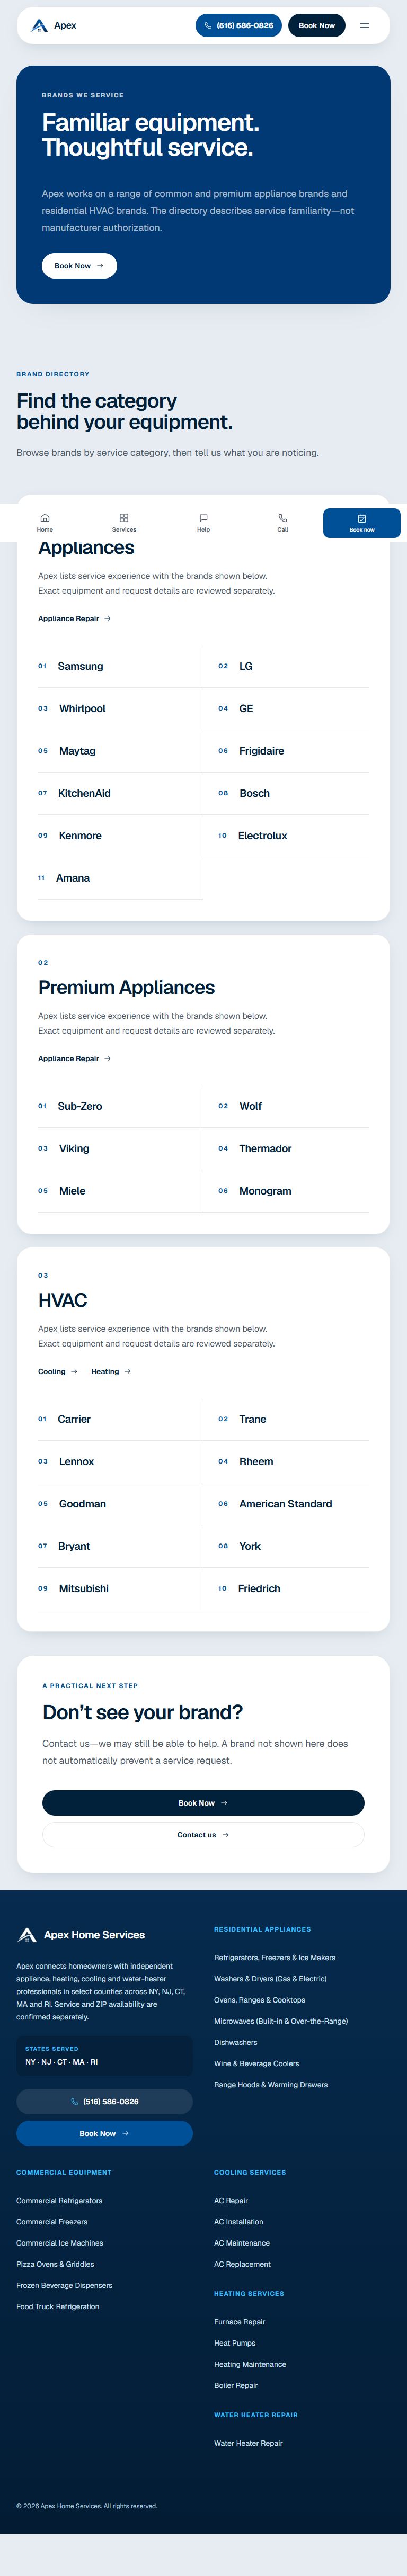 Apex
(516) 586-0826
Book Now
BRANDS WE SERVICE
Familiar equipment.
Thoughtful service.
Apex works on a range of common and premium appliance brands and
residential HVAC brands. The directory describes service familiarity—not
manufacturer authorization.
Book Now →
BRAND DIRECTORY
Find the category
behind your equipment.
Browse brands by service category, then tell us what you are noticing.
Home
Services
Help
Call
Book now
Appliances
Apex lists service experience with the brands shown below.
Exact equipment and request details are reviewed separately.
Appliance Repair →
01 Samsung
02 LG
03 Whirlpool
04 GE
05 Maytag
06 Frigidaire
07 KitchenAid
08 Bosch
09 Kenmore
10 Electrolux
11 Amana
02
Premium Appliances
Apex lists service experience with the brands shown below.
Exact equipment and request details are reviewed separately.
Appliance Repair →
01 Sub-Zero
02 Wolf
03 Viking
04 Thermador
05 Miele
06 Monogram
03
HVAC
Apex lists service experience with the brands shown below.
Exact equipment and request details are reviewed separately.
Cooling → Heating →
01 Carrier
02 Trane
03 Lennox
04 Rheem
05 Goodman
06 American Standard
07 Bryant
08 York
09 Mitsubishi
10 Friedrich
A PRACTICAL NEXT STEP
Don’t see your brand?
Contact us—we may still be able to help. A brand not shown here does
not automatically prevent a service request.
Book Now →
Contact us →
Apex Home Services
Apex connects homeowners with independent
appliance, heating, cooling and water-heater
professionals in select counties across NY, NJ, CT,
MA and RI. Service and ZIP availability are
confirmed separately.
STATES SERVED
NY · NJ · CT · MA · RI
(516) 586-0826
Book Now →
RESIDENTIAL APPLIANCES
Refrigerators, Freezers & Ice Makers
Washers & Dryers (Gas & Electric)
Ovens, Ranges & Cooktops
Microwaves (Built-in & Over-the-Range)
Dishwashers
Wine & Beverage Coolers
Range Hoods & Warming Drawers
COMMERCIAL EQUIPMENT
Commercial Refrigerators
Commercial Freezers
Commercial Ice Machines
Pizza Ovens & Griddles
Frozen Beverage Dispensers
Food Truck Refrigeration
COOLING SERVICES
AC Repair
AC Installation
AC Maintenance
AC Replacement
HEATING SERVICES
Furnace Repair
Heat Pumps
Heating Maintenance
Boiler Repair
WATER HEATER REPAIR
Water Heater Repair
© 2026 Apex Home Services. All rights reserved.